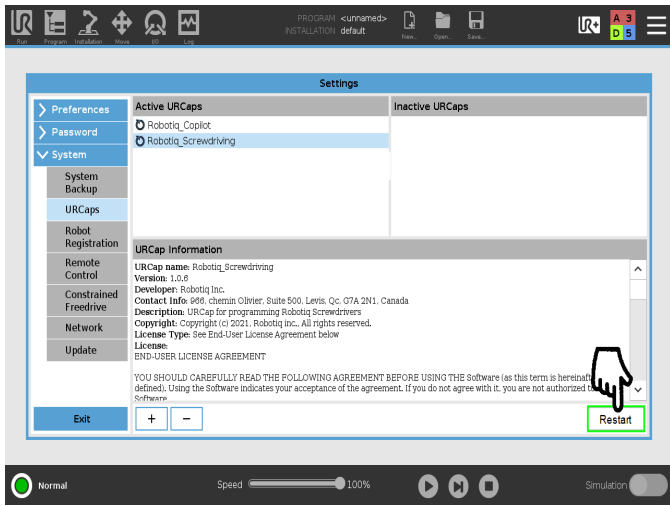 PROGRAM <unnamed>
INSTALLATION default
Run Program Installation Move I/O Log New... Open... Save...
UR+
A 3
D 5
Settings
Preferences
Password
System
System
Backup
URCaps
Robot
Registration
Remote
Control
Constrained
Freedrive
Network
Update
Exit
Active URCaps
Robotiq_Copilot
Robotiq_Screwdriving
Inactive URCaps
URCap Information
URCap name: Robotiq_Screwdriving
Version: 1.0.6
Developer: Robotiq Inc.
Contact Info: 966, chemin Olivier, Suite 500, Levis, Qc, G7A 2N1, Canada
Description: URCap for programming Robotiq Screwdrivers
Copyright: Copyright (c) 2021, Robotiq inc., All rights reserved.
License Type: See End-User License Agreement below
License:
END-USER LICENSE AGREEMENT
YOU SHOULD CAREFULLY READ THE FOLLOWING AGREEMENT BEFORE USING THE Software (as this term is hereinaf
defined). Using the Software indicates your acceptance of the agreement. If you do not agree with it, you are not authorized to
Software
+ −
Restart
Normal
Speed 100%
Simulation